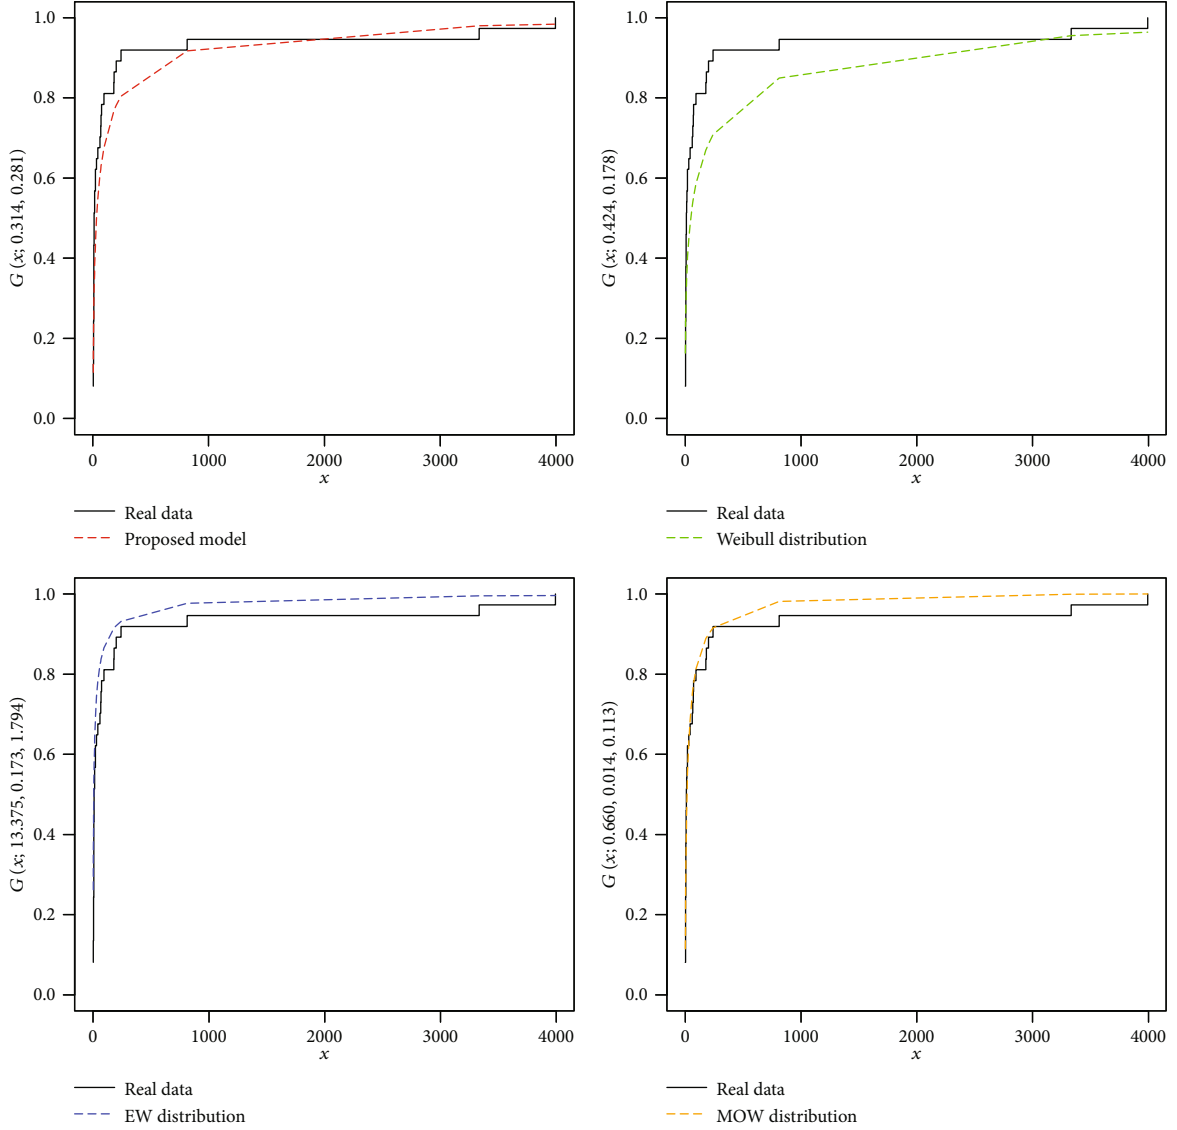 G (x; 0.314, 0.281)
1.0
0.8
0.6
0.4
0.2
0.0
0 1000 2000 3000 4000
x
Real data
Proposed model
G (x; 0.424, 0.178)
1.0
0.8
0.6
0.4
0.2
0.0
0 1000 2000 3000 4000
x
Real data
Weibull distribution
G (x; 13.375, 0.173, 1.794)
1.0
0.8
0.6
0.4
0.2
0.0
0 1000 2000 3000 4000
x
Real data
EW distribution
G (x; 0.660, 0.014, 0.113)
1.0
0.8
0.6
0.4
0.2
0.0
0 1000 2000 3000 4000
x
Real data
MOW distribution